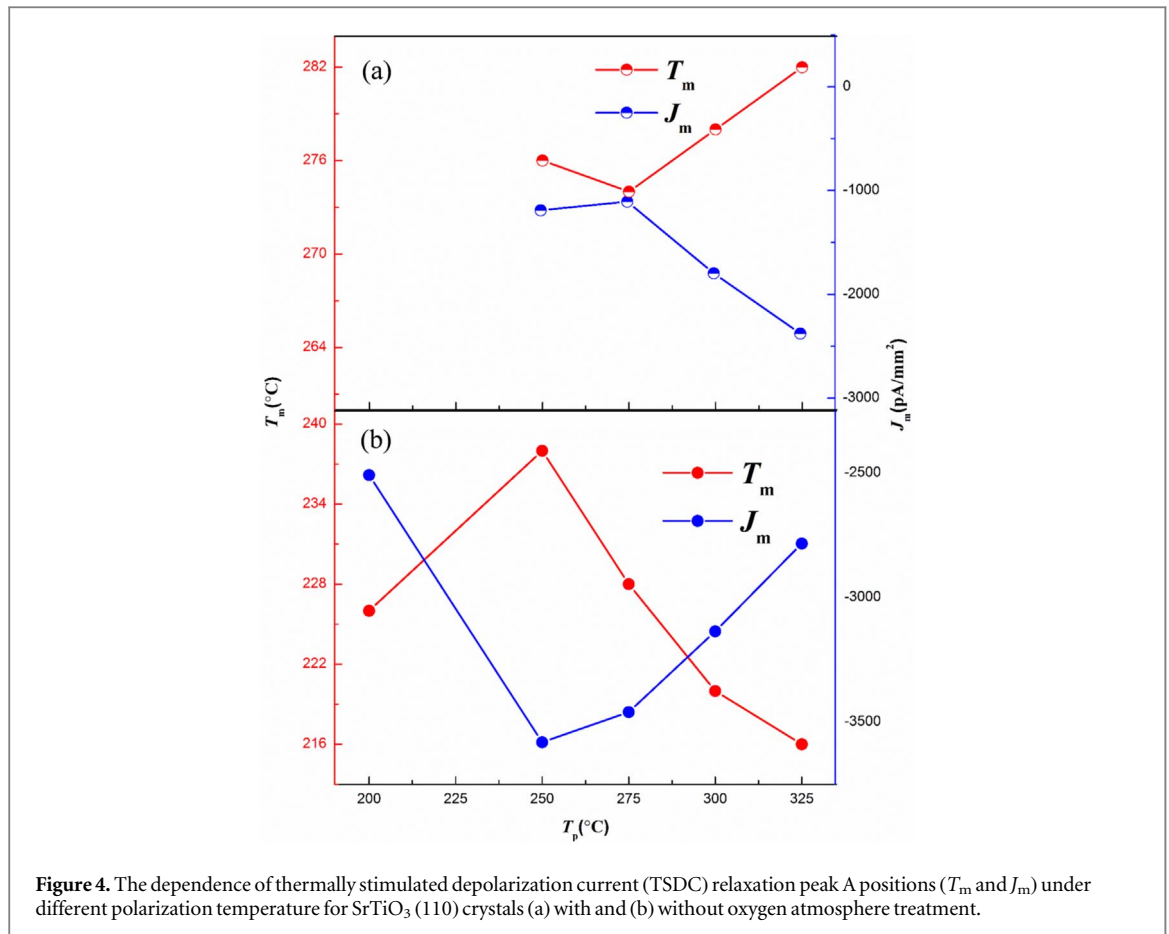 (a)
T_m
J_m
282
276
270
264
0
-1000
-2000
-3000
T_m(°C)
J_m(pA/mm²)
(b)
T_m
J_m
240
234
228
222
216
-2500
-3000
-3500
200 225 250 275 300 325
T_p(°C)
Figure 4. The dependence of thermally stimulated depolarization current (TSDC) relaxation peak A positions (T_m and J_m) under
different polarization temperature for SrTiO₃ (110) crystals (a) with and (b) without oxygen atmosphere treatment.